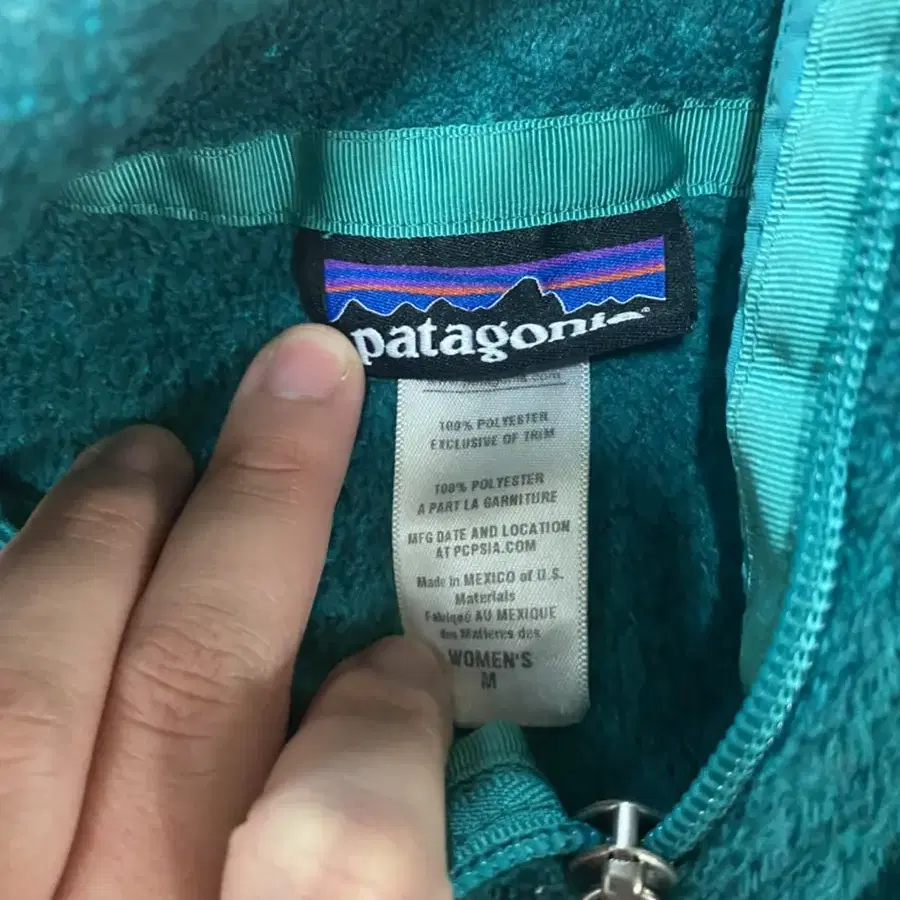 patagonia®
100% POLYESTER
EXCLUSIVE OF TRIM
100% POLYESTER
A PART LA GARNITURE
MFG DATE AND LOCATION
AT PCPSIA.COM
Made in MEXICO of U.S.
Materials
Fabriqué AU MEXIQUE
des Matières des
WOMEN'S
M